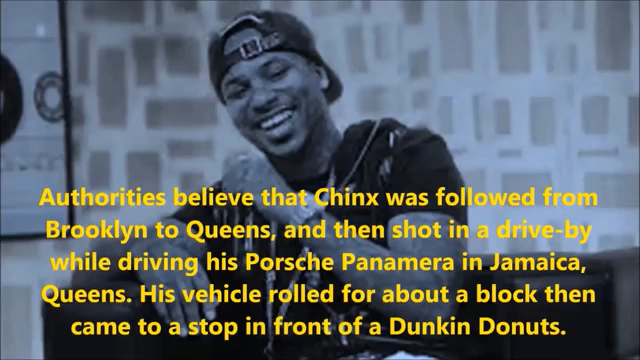 Authorities believe that Chinx was followed from
Brooklyn to Queens, and then shot in a drive-by
while driving his Porsche Panamera in Jamaica,
Queens. His vehicle rolled for about a block then
came to a stop in front of a Dunkin Donuts.